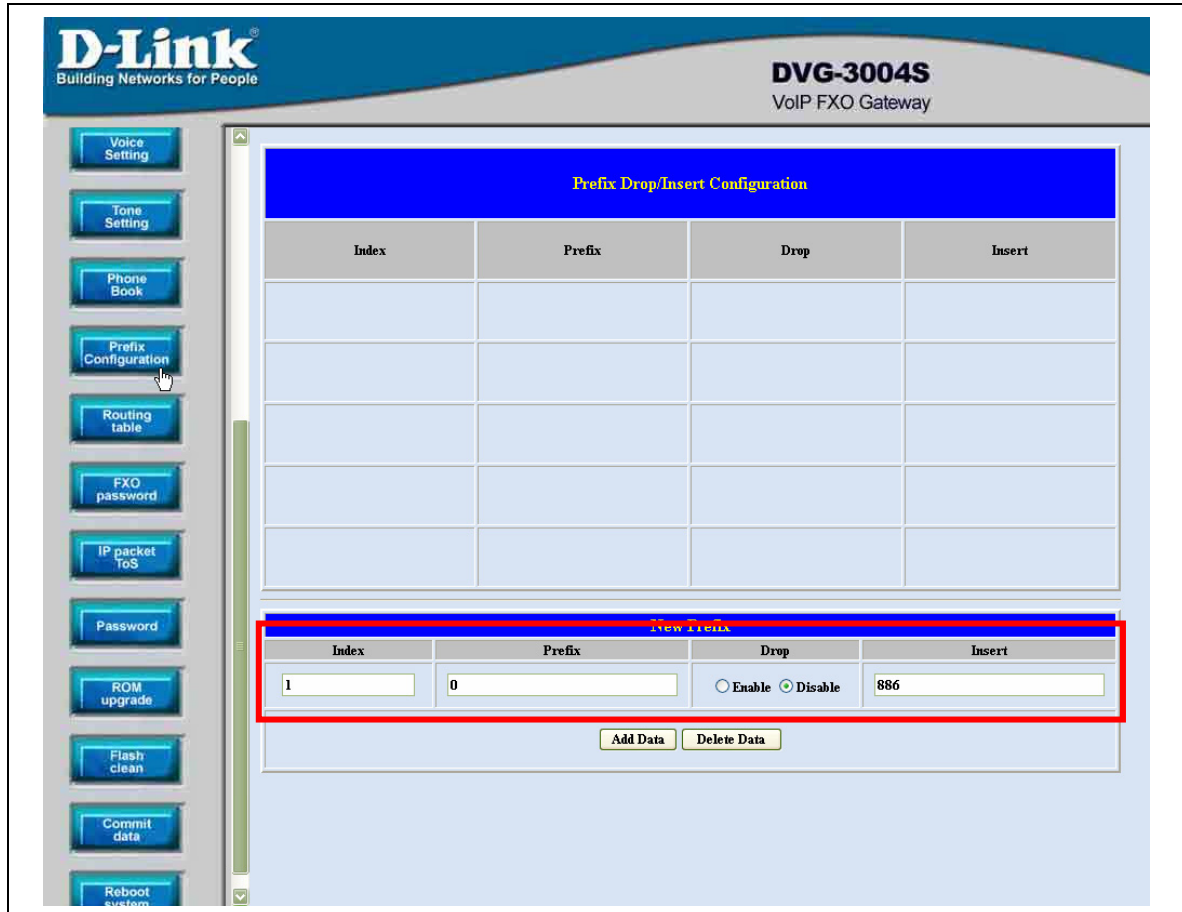 D-Link®
Building Networks for People
DVG-3004S
VoIP FXO Gateway
Voice
Setting
Tone
Setting
Phone
Book
Prefix
Configuration
Routing
table
FXO
password
IP packet
ToS
Password
ROM
upgrade
Flash
clean
Commit
data
Reboot
system
Prefix Drop/Insert Configuration
Index Prefix Drop Insert
New Prefix
Index Prefix Drop Insert
1 0 Enable Disable 886
Add Data Delete Data